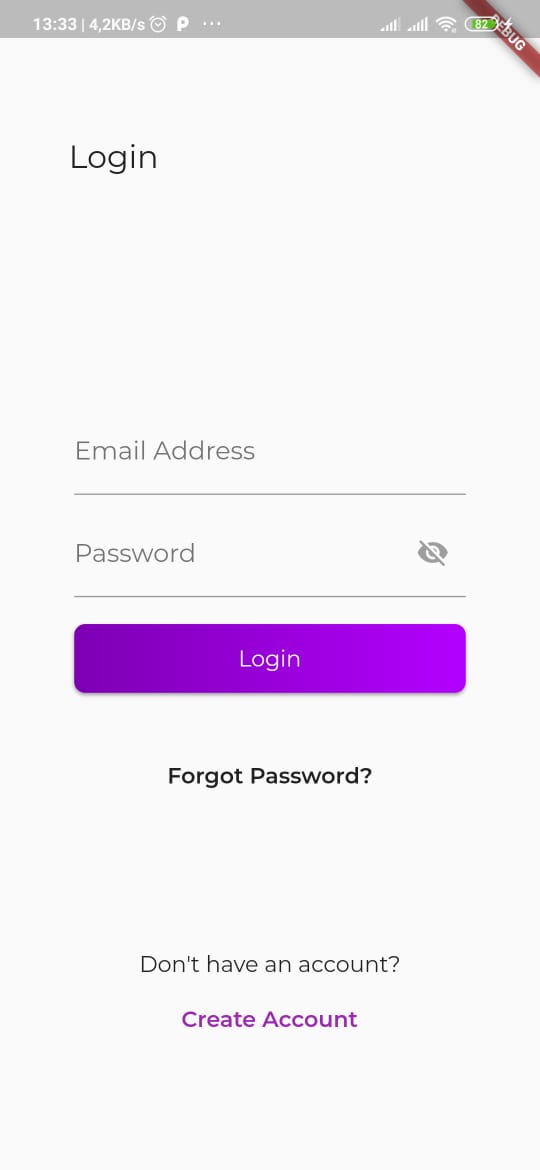 13:33 | 4,2KB/s P ...
82
DEBUG
Login
Email Address
Password
Login
Forgot Password?
Don't have an account?
Create Account